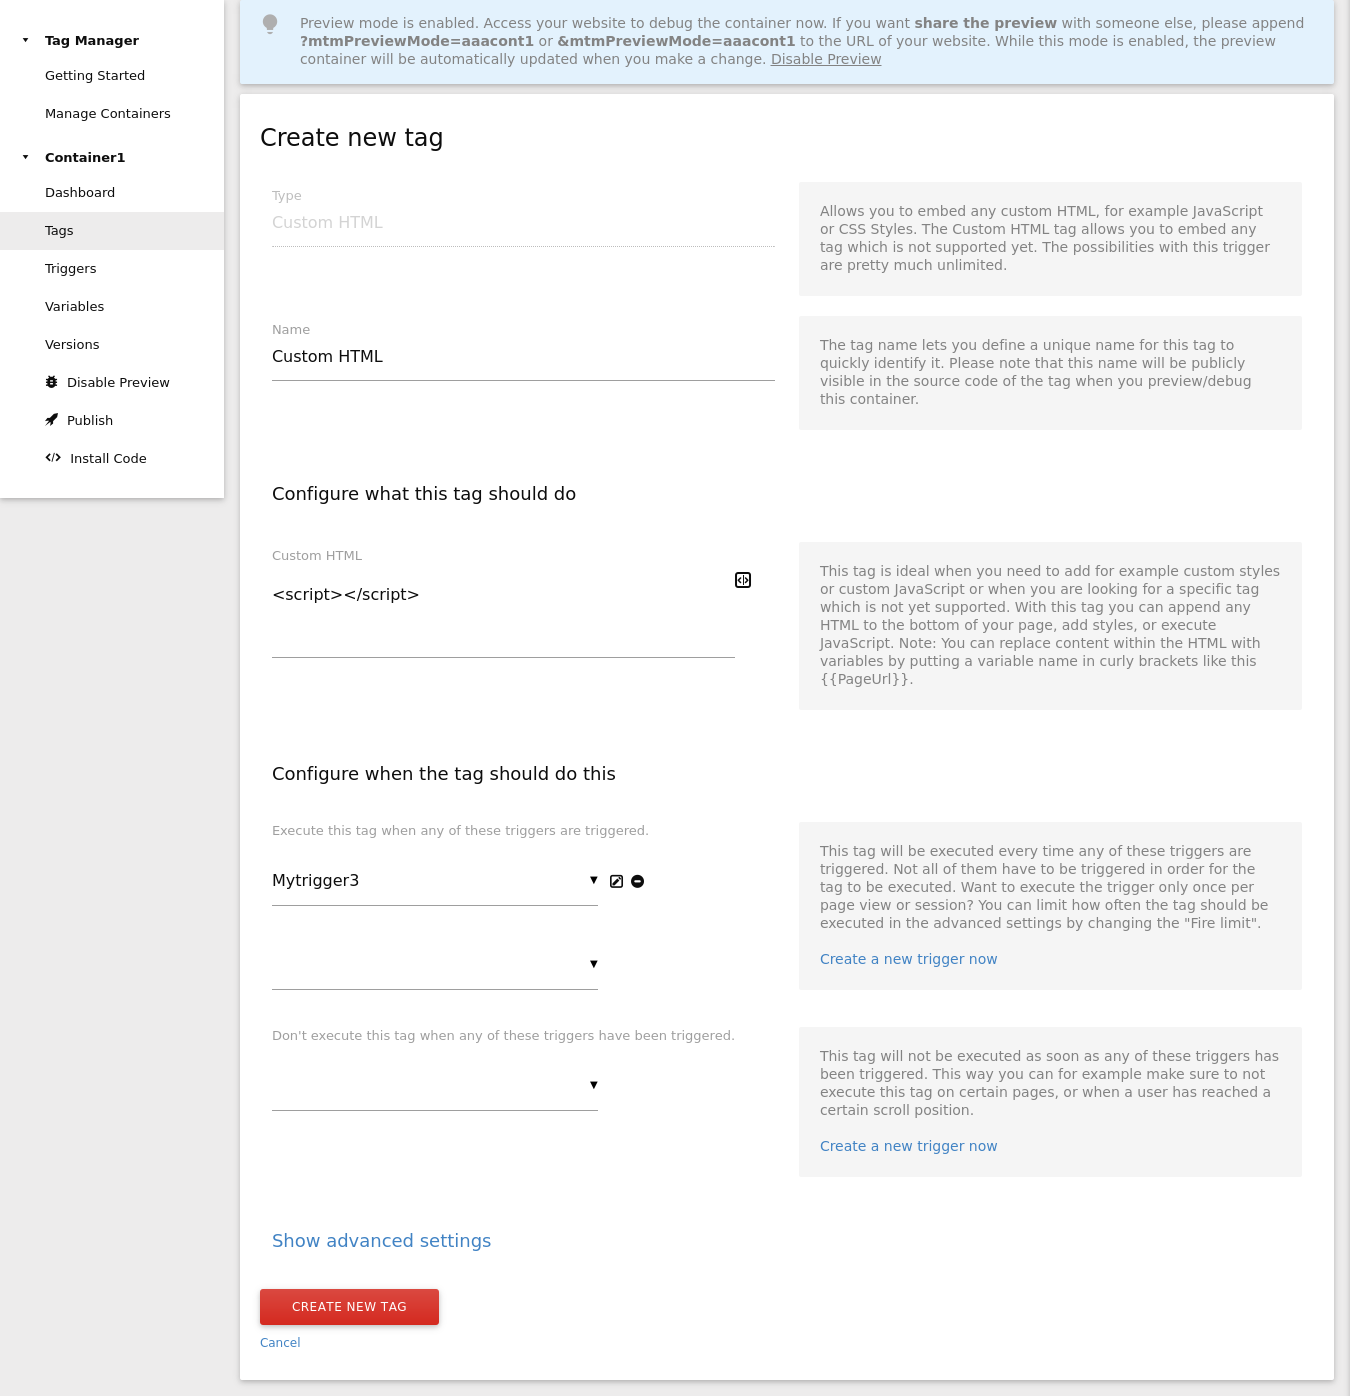 Tag Manager
Getting Started
Manage Containers
Container1
Dashboard
Tags
Triggers
Variables
Versions
Disable Preview
Publish
Install Code
Preview mode is enabled. Access your website to debug the container now. If you want share the preview with someone else, please append
?mtmPreviewMode=aaacont1 or &mtmPreviewMode=aaacont1 to the URL of your website. While this mode is enabled, the preview
container will be automatically updated when you make a change. Disable Preview
Create new tag
Type
Custom HTML
Allows you to embed any custom HTML, for example JavaScript
or CSS Styles. The Custom HTML tag allows you to embed any
tag which is not supported yet. The possibilities with this trigger
are pretty much unlimited.
Name
Custom HTML
The tag name lets you define a unique name for this tag to
quickly identify it. Please note that this name will be publicly
visible in the source code of the tag when you preview/debug
this container.
Configure what this tag should do
Custom HTML
<script></script>
This tag is ideal when you need to add for example custom styles
or custom JavaScript or when you are looking for a specific tag
which is not yet supported. With this tag you can append any
HTML to the bottom of your page, add styles, or execute
JavaScript. Note: You can replace content within the HTML with
variables by putting a variable name in curly brackets like this
{{PageUrl}}.
Configure when the tag should do this
Execute this tag when any of these triggers are triggered.
Mytrigger3
This tag will be executed every time any of these triggers are
triggered. Not all of them have to be triggered in order for the
tag to be executed. Want to execute the trigger only once per
page view or session? You can limit how often the tag should be
executed in the advanced settings by changing the "Fire limit".
Create a new trigger now
Don't execute this tag when any of these triggers have been triggered.
This tag will not be executed as soon as any of these triggers has
been triggered. This way you can for example make sure to not
execute this tag on certain pages, or when a user has reached a
certain scroll position.
Create a new trigger now
Show advanced settings
CREATE NEW TAG
Cancel